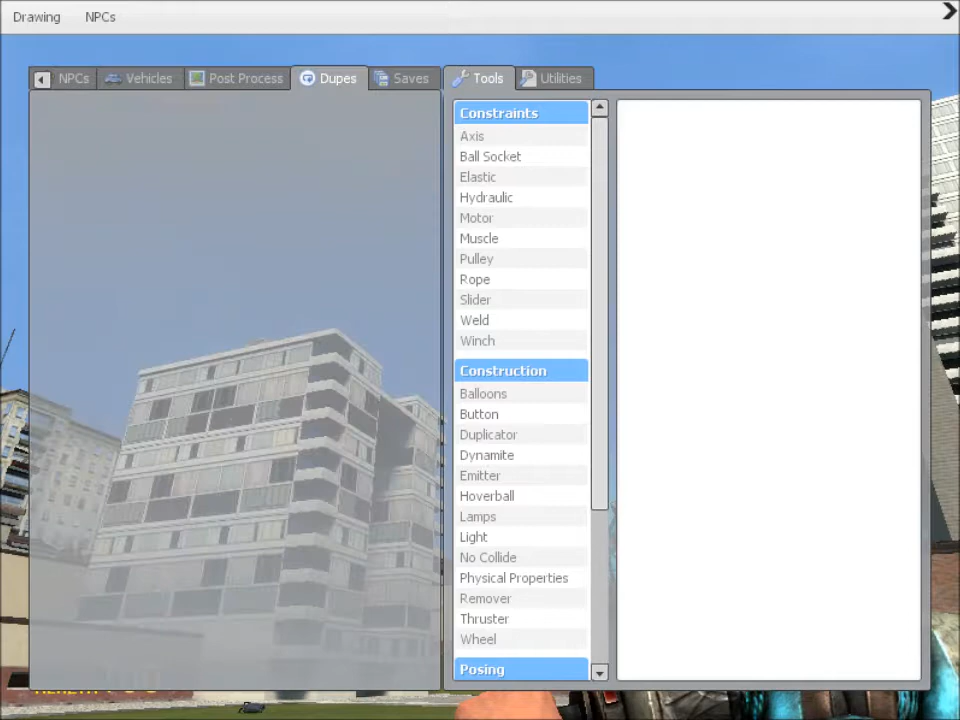 Drawing NPCs
NPCs Vehicles Post Process Dupes Saves Tools Utilities
Constraints
Axis
Ball Socket
Elastic
Hydraulic
Motor
Muscle
Pulley
Rope
Slider
Weld
Winch
Construction
Balloons
Button
Duplicator
Dynamite
Emitter
Hoverball
Lamps
Light
No Collide
Physical Properties
Remover
Thruster
Wheel
Posing